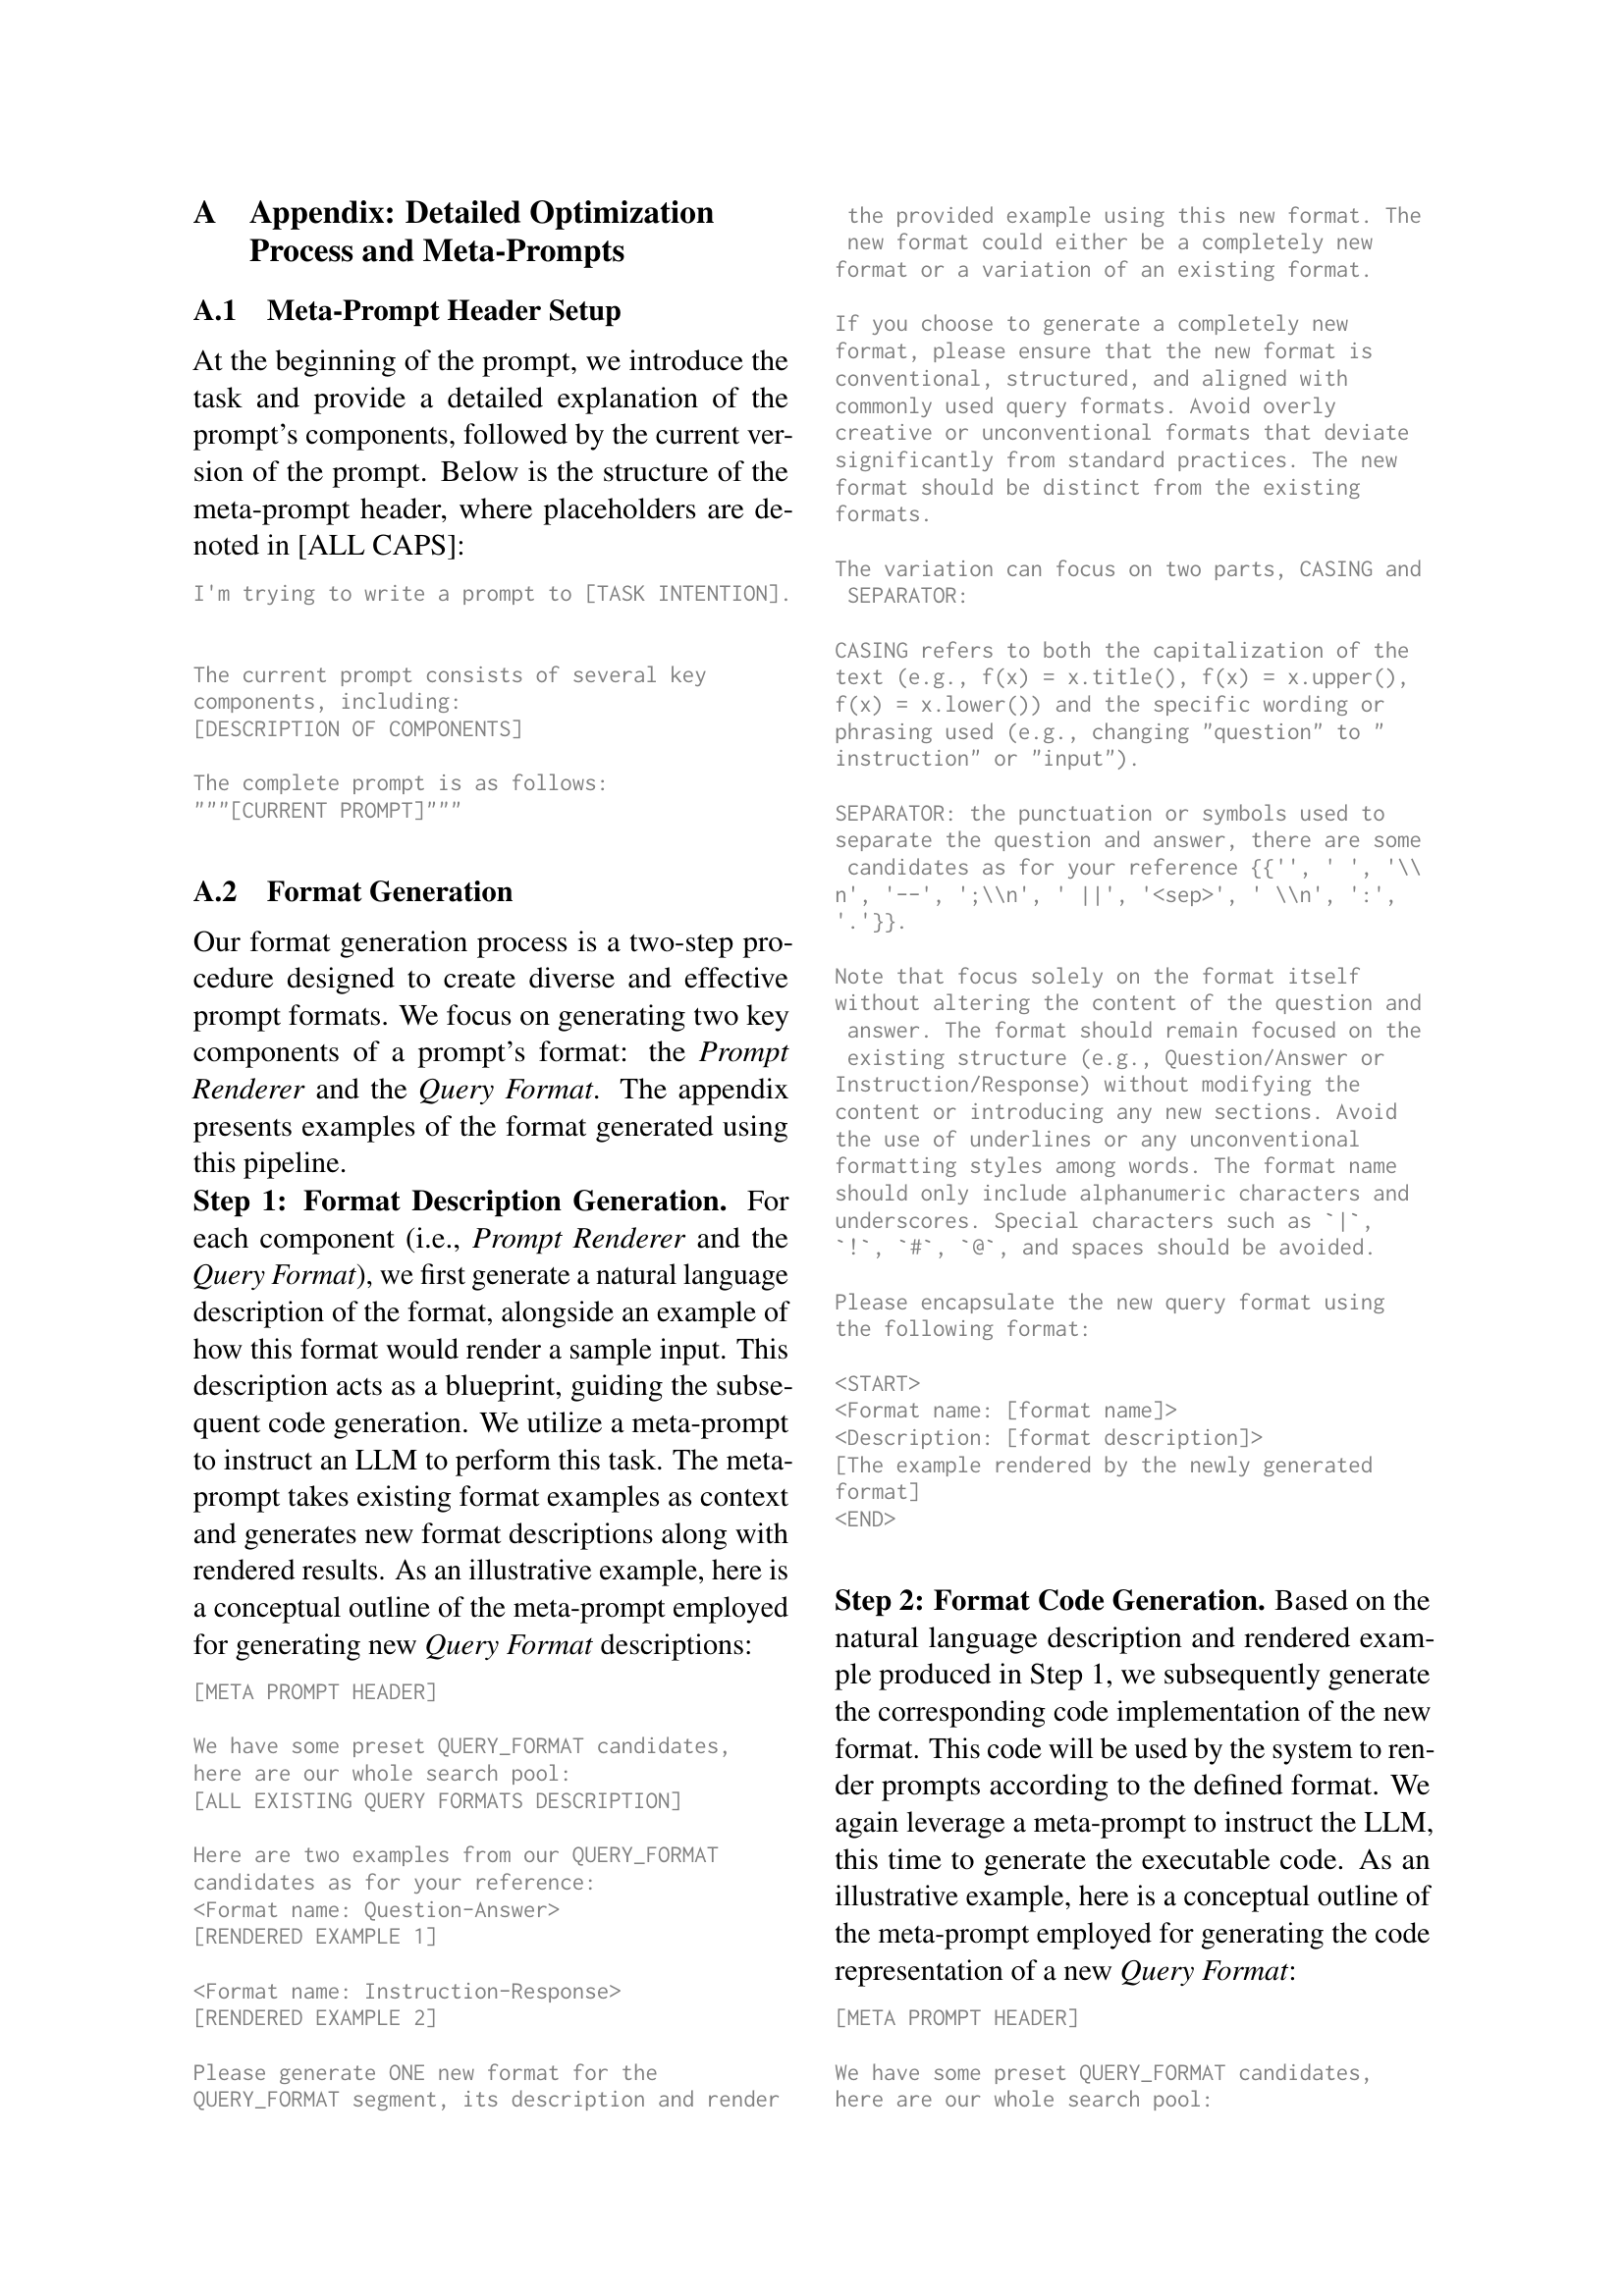 A Appendix: Detailed Optimization
Process and Meta-Prompts
A.1 Meta-Prompt Header Setup
At the beginning of the prompt, we introduce the
task and provide a detailed explanation of the
prompt's components, followed by the current ver-
sion of the prompt. Below is the structure of the
meta-prompt header, where placeholders are de-
noted in [ALL CAPS]:
I'm trying to write a prompt to [TASK INTENTION].
The current prompt consists of several key
components, including:
[DESCRIPTION OF COMPONENTS]
The complete prompt is as follows:
"""[CURRENT PROMPT]"""
A.2 Format Generation
Our format generation process is a two-step pro-
cedure designed to create diverse and effective
prompt formats. We focus on generating two key
components of a prompt's format: the Prompt
Renderer and the Query Format. The appendix
presents examples of the format generated using
this pipeline.
Step 1: Format Description Generation. For
each component (i.e., Prompt Renderer and the
Query Format), we first generate a natural language
description of the format, alongside an example of
how this format would render a sample input. This
description acts as a blueprint, guiding the subse-
quent code generation. We utilize a meta-prompt
to instruct an LLM to perform this task. The meta-
prompt takes existing format examples as context
and generates new format descriptions along with
rendered results. As an illustrative example, here is
a conceptual outline of the meta-prompt employed
for generating new Query Format descriptions:
[META PROMPT HEADER]
We have some preset QUERY_FORMAT candidates,
here are our whole search pool:
[ALL EXISTING QUERY FORMATS DESCRIPTION]
Here are two examples from our QUERY_FORMAT
candidates as for your reference:
<Format name: Question-Answer>
[RENDERED EXAMPLE 1]
<Format name: Instruction-Response>
[RENDERED EXAMPLE 2]
Please generate ONE new format for the
QUERY_FORMAT segment, its description and render
the provided example using this new format. The
new format could either be a completely new
format or a variation of an existing format.
If you choose to generate a completely new
format, please ensure that the new format is
conventional, structured, and aligned with
commonly used query formats. Avoid overly
creative or unconventional formats that deviate
significantly from standard practices. The new
format should be distinct from the existing
formats.
The variation can focus on two parts, CASING and
SEPARATOR:
CASING refers to both the capitalization of the
text (e.g., f(x) = x.title(), f(x) = x.upper(),
f(x) = x.lower()) and the specific wording or
phrasing used (e.g., changing "question" to "
instruction" or "input").
SEPARATOR: the punctuation or symbols used to
separate the question and answer, there are some
candidates as for your reference {{'', ' ', '\\
n', '--', ';\\n', ' ||', '<sep>', ' \\n', ':',
'.'}}.
Note that focus solely on the format itself
without altering the content of the question and
answer. The format should remain focused on the
existing structure (e.g., Question/Answer or
Instruction/Response) without modifying the
content or introducing any new sections. Avoid
the use of underlines or any unconventional
formatting styles among words. The format name
should only include alphanumeric characters and
underscores. Special characters such as `|`,
`!`, `#`, `@`, and spaces should be avoided.
Please encapsulate the new query format using
the following format:
<START>
<Format name: [format name]>
<Description: [format description]>
[The example rendered by the newly generated
format]
<END>
Step 2: Format Code Generation. Based on the
natural language description and rendered exam-
ple produced in Step 1, we subsequently generate
the corresponding code implementation of the new
format. This code will be used by the system to ren-
der prompts according to the defined format. We
again leverage a meta-prompt to instruct the LLM,
this time to generate the executable code. As an
illustrative example, here is a conceptual outline of
the meta-prompt employed for generating the code
representation of a new Query Format:
[META PROMPT HEADER]
We have some preset QUERY_FORMAT candidates,
here are our whole search pool: